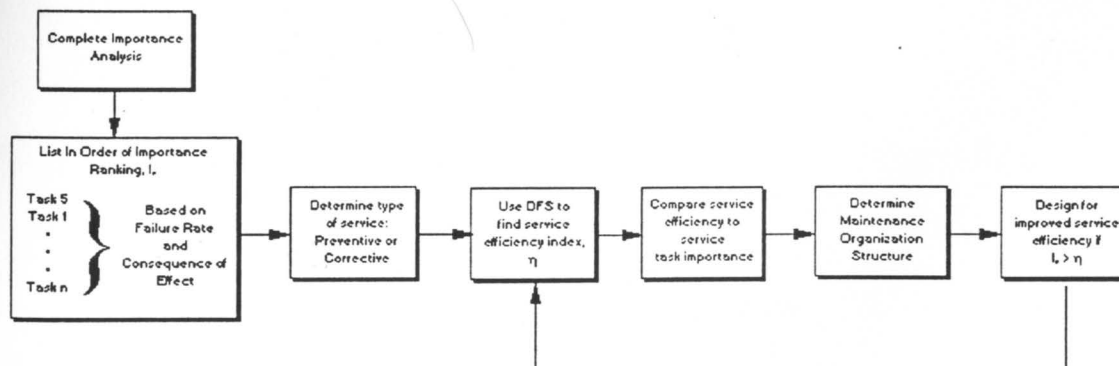 Complete Importance
Analysis
List In Order of Importance
Ranking, Iᵣ
Task 5
Task 1
.
.
.
Task n
Based on
Failure Rate
and
Consequence of
Effect
Determine type
of service:
Preventive or
Corrective
Use DFS to
find service
efficiency index,
η
Compare service
efficiency to
service
task importance
Determine
Maintenance
Organization
Structure
Design for
improved service
efficiency if
Iᵣ > η